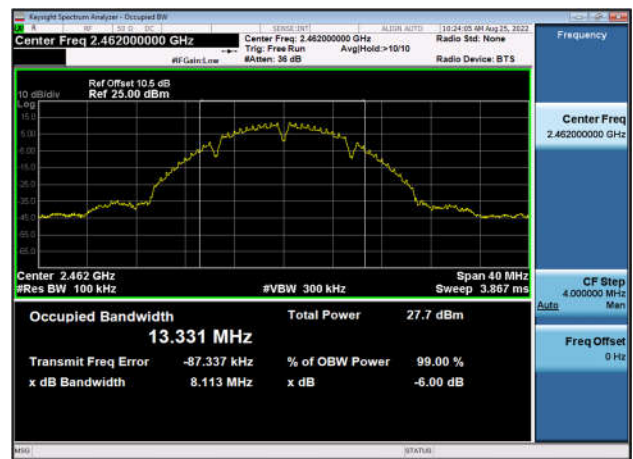 Keysight Spectrum Analyzer - Occupied BW
RF 50 Ω DC SENSE:INT ALIGN AUTO 10:24:05 AM Aug 25, 2022
Center Freq 2.462000000 GHz
Center Freq: 2.462000000 GHz
Radio Std: None
Trig: Free Run Avg|Hold:>10/10
#IFGain:Low
#Atten: 36 dB
Radio Device: BTS
Frequency
Ref Offset 10.5 dB
10 dB/div Ref 25.00 dBm
Log
15.0
5.00
-5.00
-15.0
-25.0
-35.0
-45.0
-55.0
-65.0
Center Freq
2.462000000 GHz
Center 2.462 GHz
Span 40 MHz
#Res BW 100 kHz
#VBW 300 kHz
Sweep 3.867 ms
CF Step
4.000000 MHz
Auto Man
Occupied Bandwidth
13.331 MHz
Total Power 27.7 dBm
Freq Offset
0 Hz
Transmit Freq Error -87.337 kHz
% of OBW Power 99.00 %
x dB Bandwidth 8.113 MHz
x dB -6.00 dB
MSG
STATUS